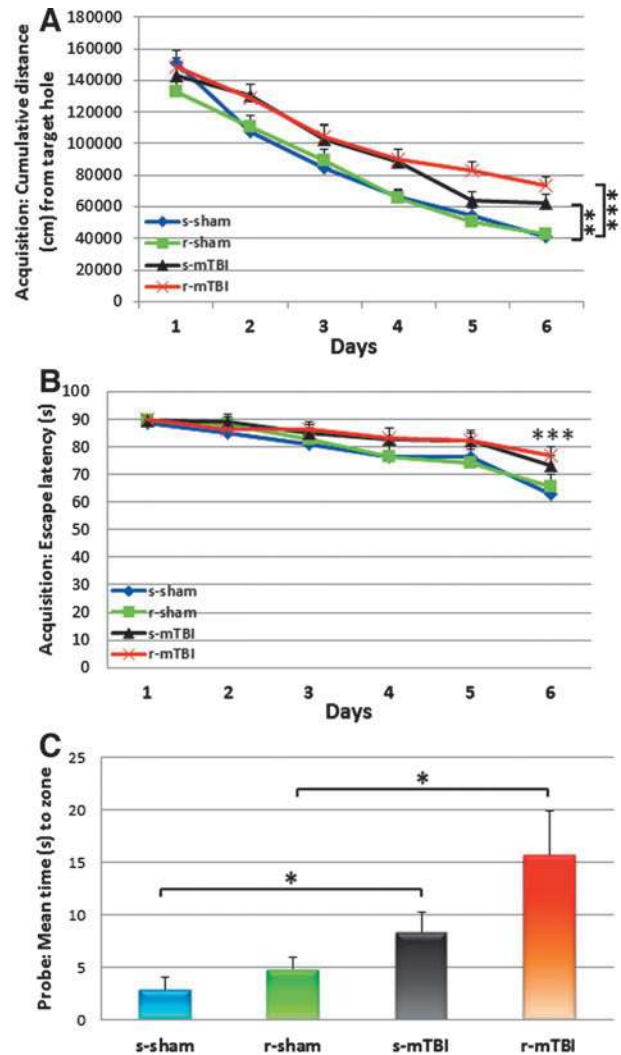 A
Acquisition: Cumulative distance
(cm) from target hole
180000
160000
140000
120000
100000
80000
60000
40000
20000
0
s-sham
r-sham
s-mTBI
r-mTBI
**
***
1 2 3 4 5 6
Days
B
Acquisition: Escape latency (s)
100
90
80
70
60
50
40
30
20
10
0
***
s-sham
r-sham
s-mTBI
r-mTBI
1 2 3 4 5 6
Days
C
Probe: Mean time (s) to zone
25
20
15
10
5
0
*
*
s-sham r-sham s-mTBI r-mTBI